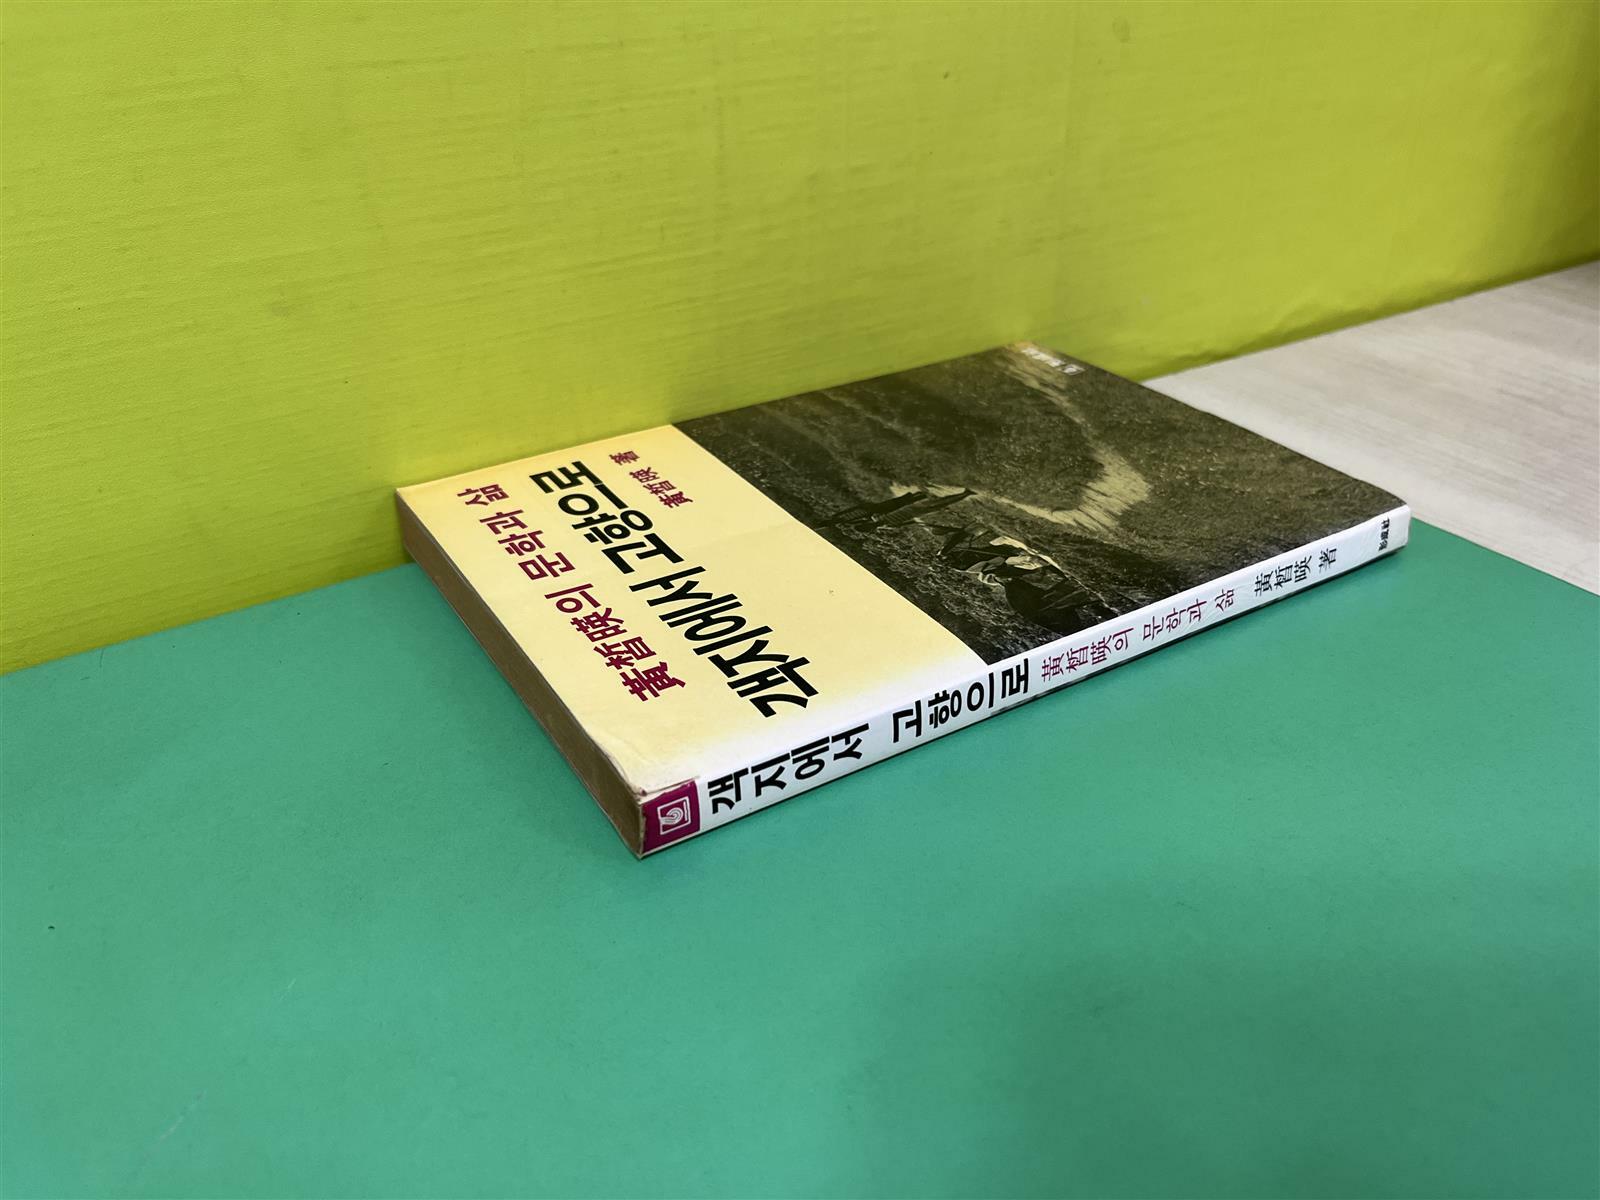 黃晳暎의 문학과 삶
객지에서 고향으로
黃晳暎 著
객지에서 고향으로 黃晳暎의 문학과 삶 黃晳暎 著